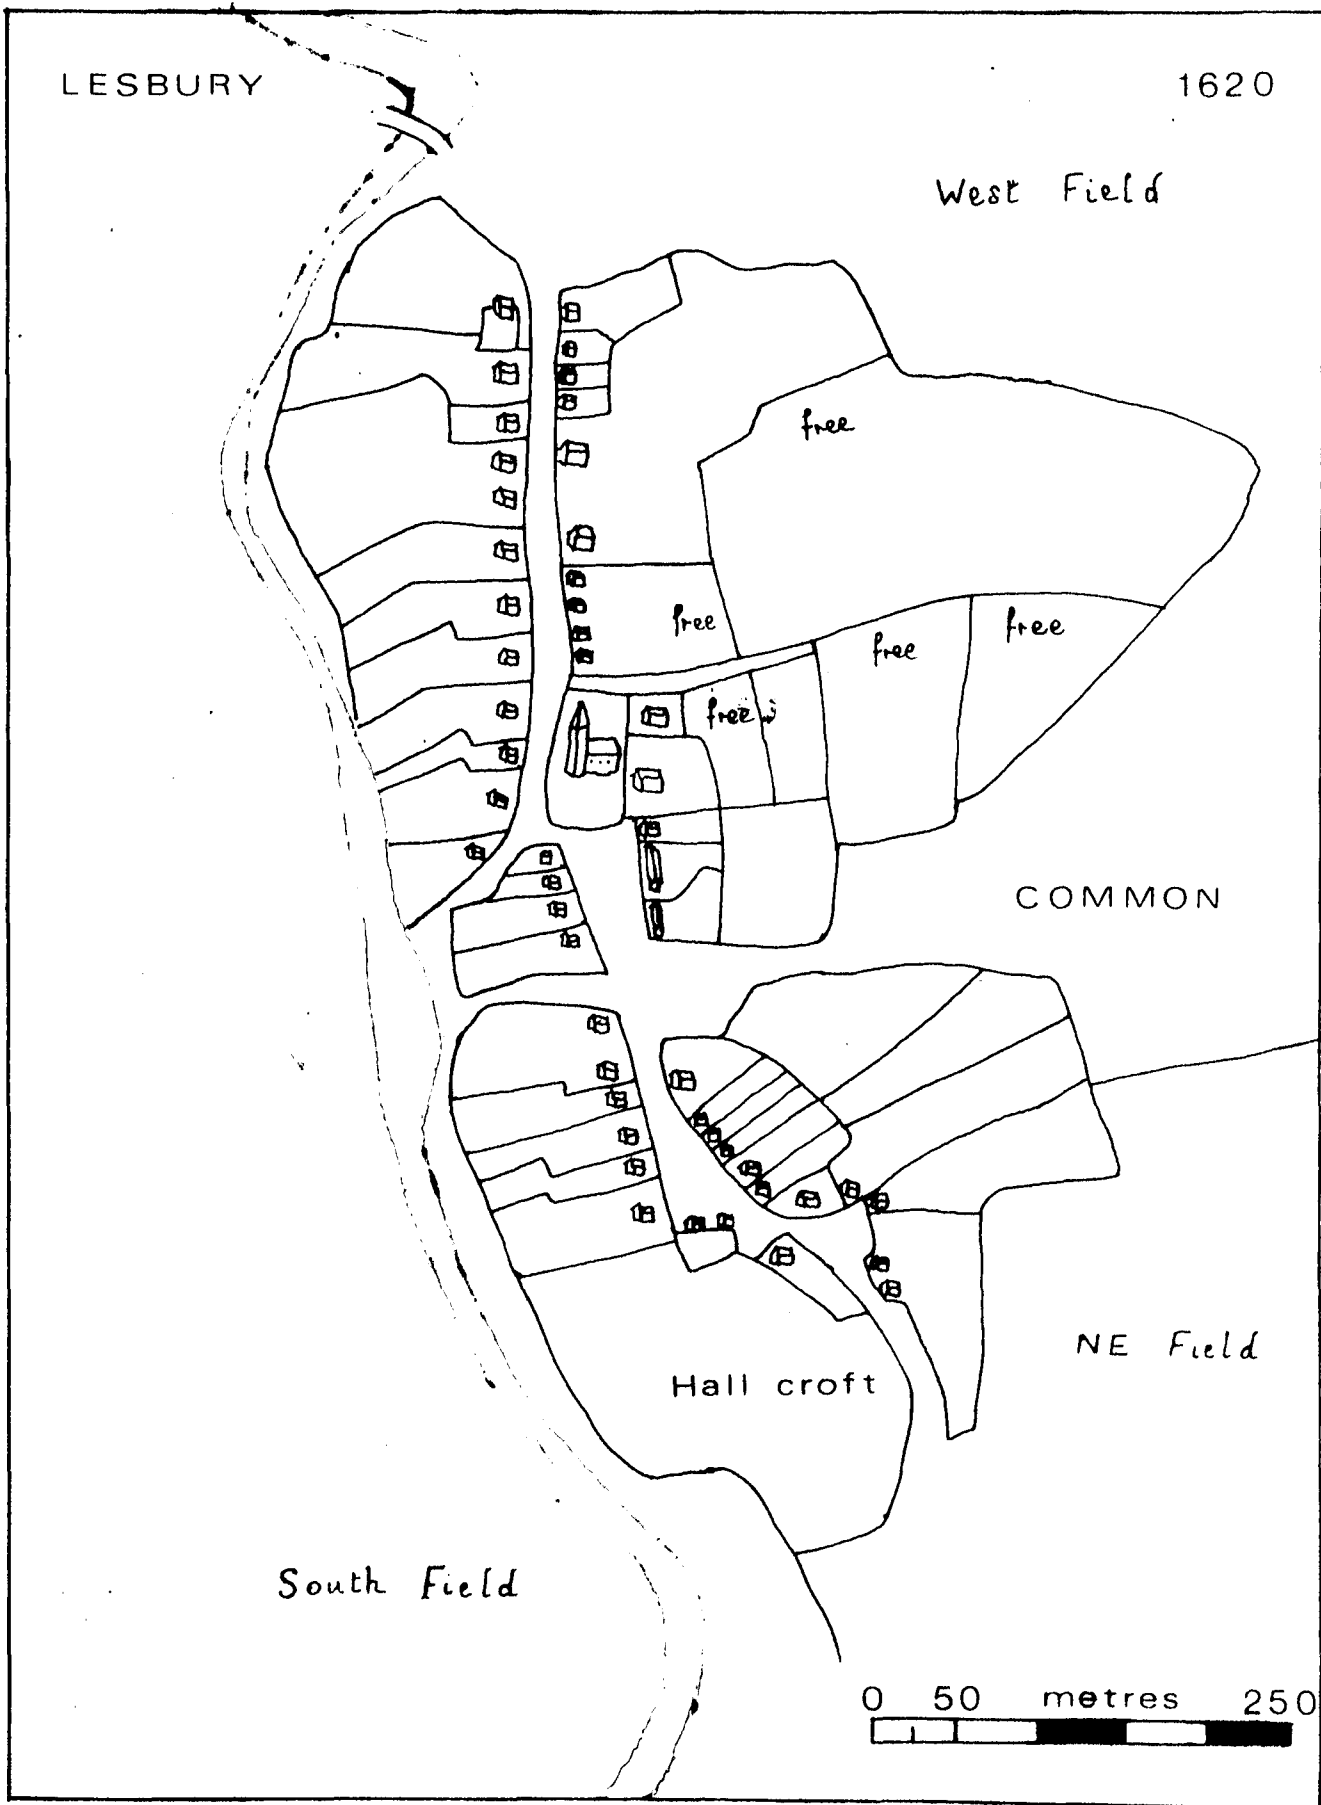 LESBURY 1620
West Field
free
free
free
free
free
COMMON
NE Field
Hall croft
South Field
0 50 metres 250